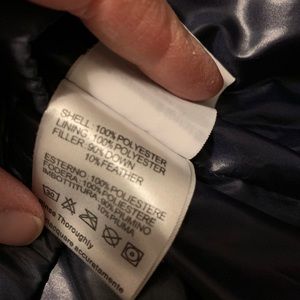 SHELL: 100% POLYESTER
LINING: 100% POLYESTER
FILLER: 90% DOWN
10% FEATHER
ESTERNO: 100% POLIESTERE
FODERA: 100% POLIESTERE
IMBOTTITURA: 90% PIUMINO
10% PIUMA
Thoroughly
accuratamente